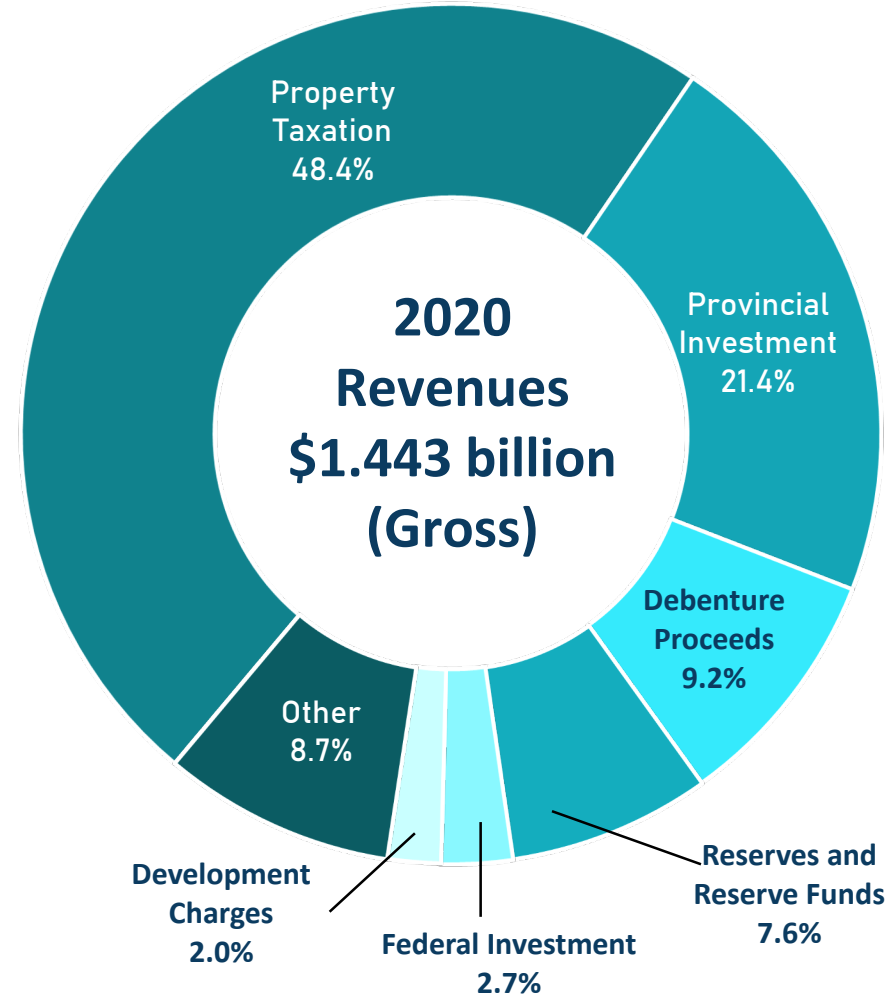 Property
Taxation
48.4%
2020
Revenues
$1.443 billion
(Gross)
Provincial
Investment
21.4%
Debenture
Proceeds
9.2%
Other
8.7%
Reserves and
Reserve Funds
7.6%
Development
Charges
2.0%
Federal Investment
2.7%